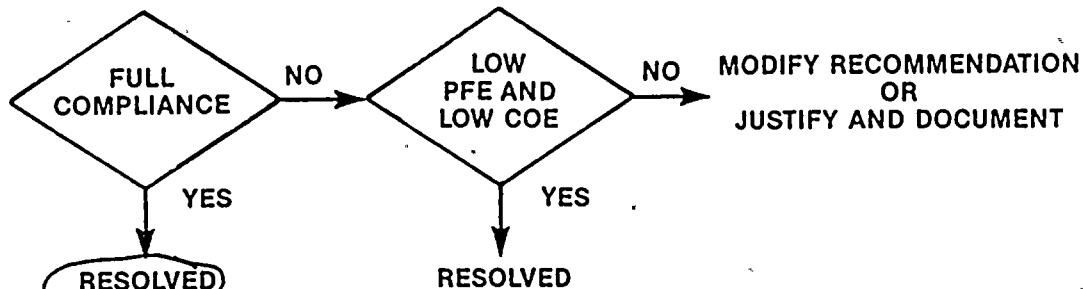 FULL
COMPLIANCE
NO
LOW
PFE AND
LOW COE
NO
MODIFY RECOMMENDATION
OR
JUSTIFY AND DOCUMENT
YES
YES
RESOLVED
RESOLVED